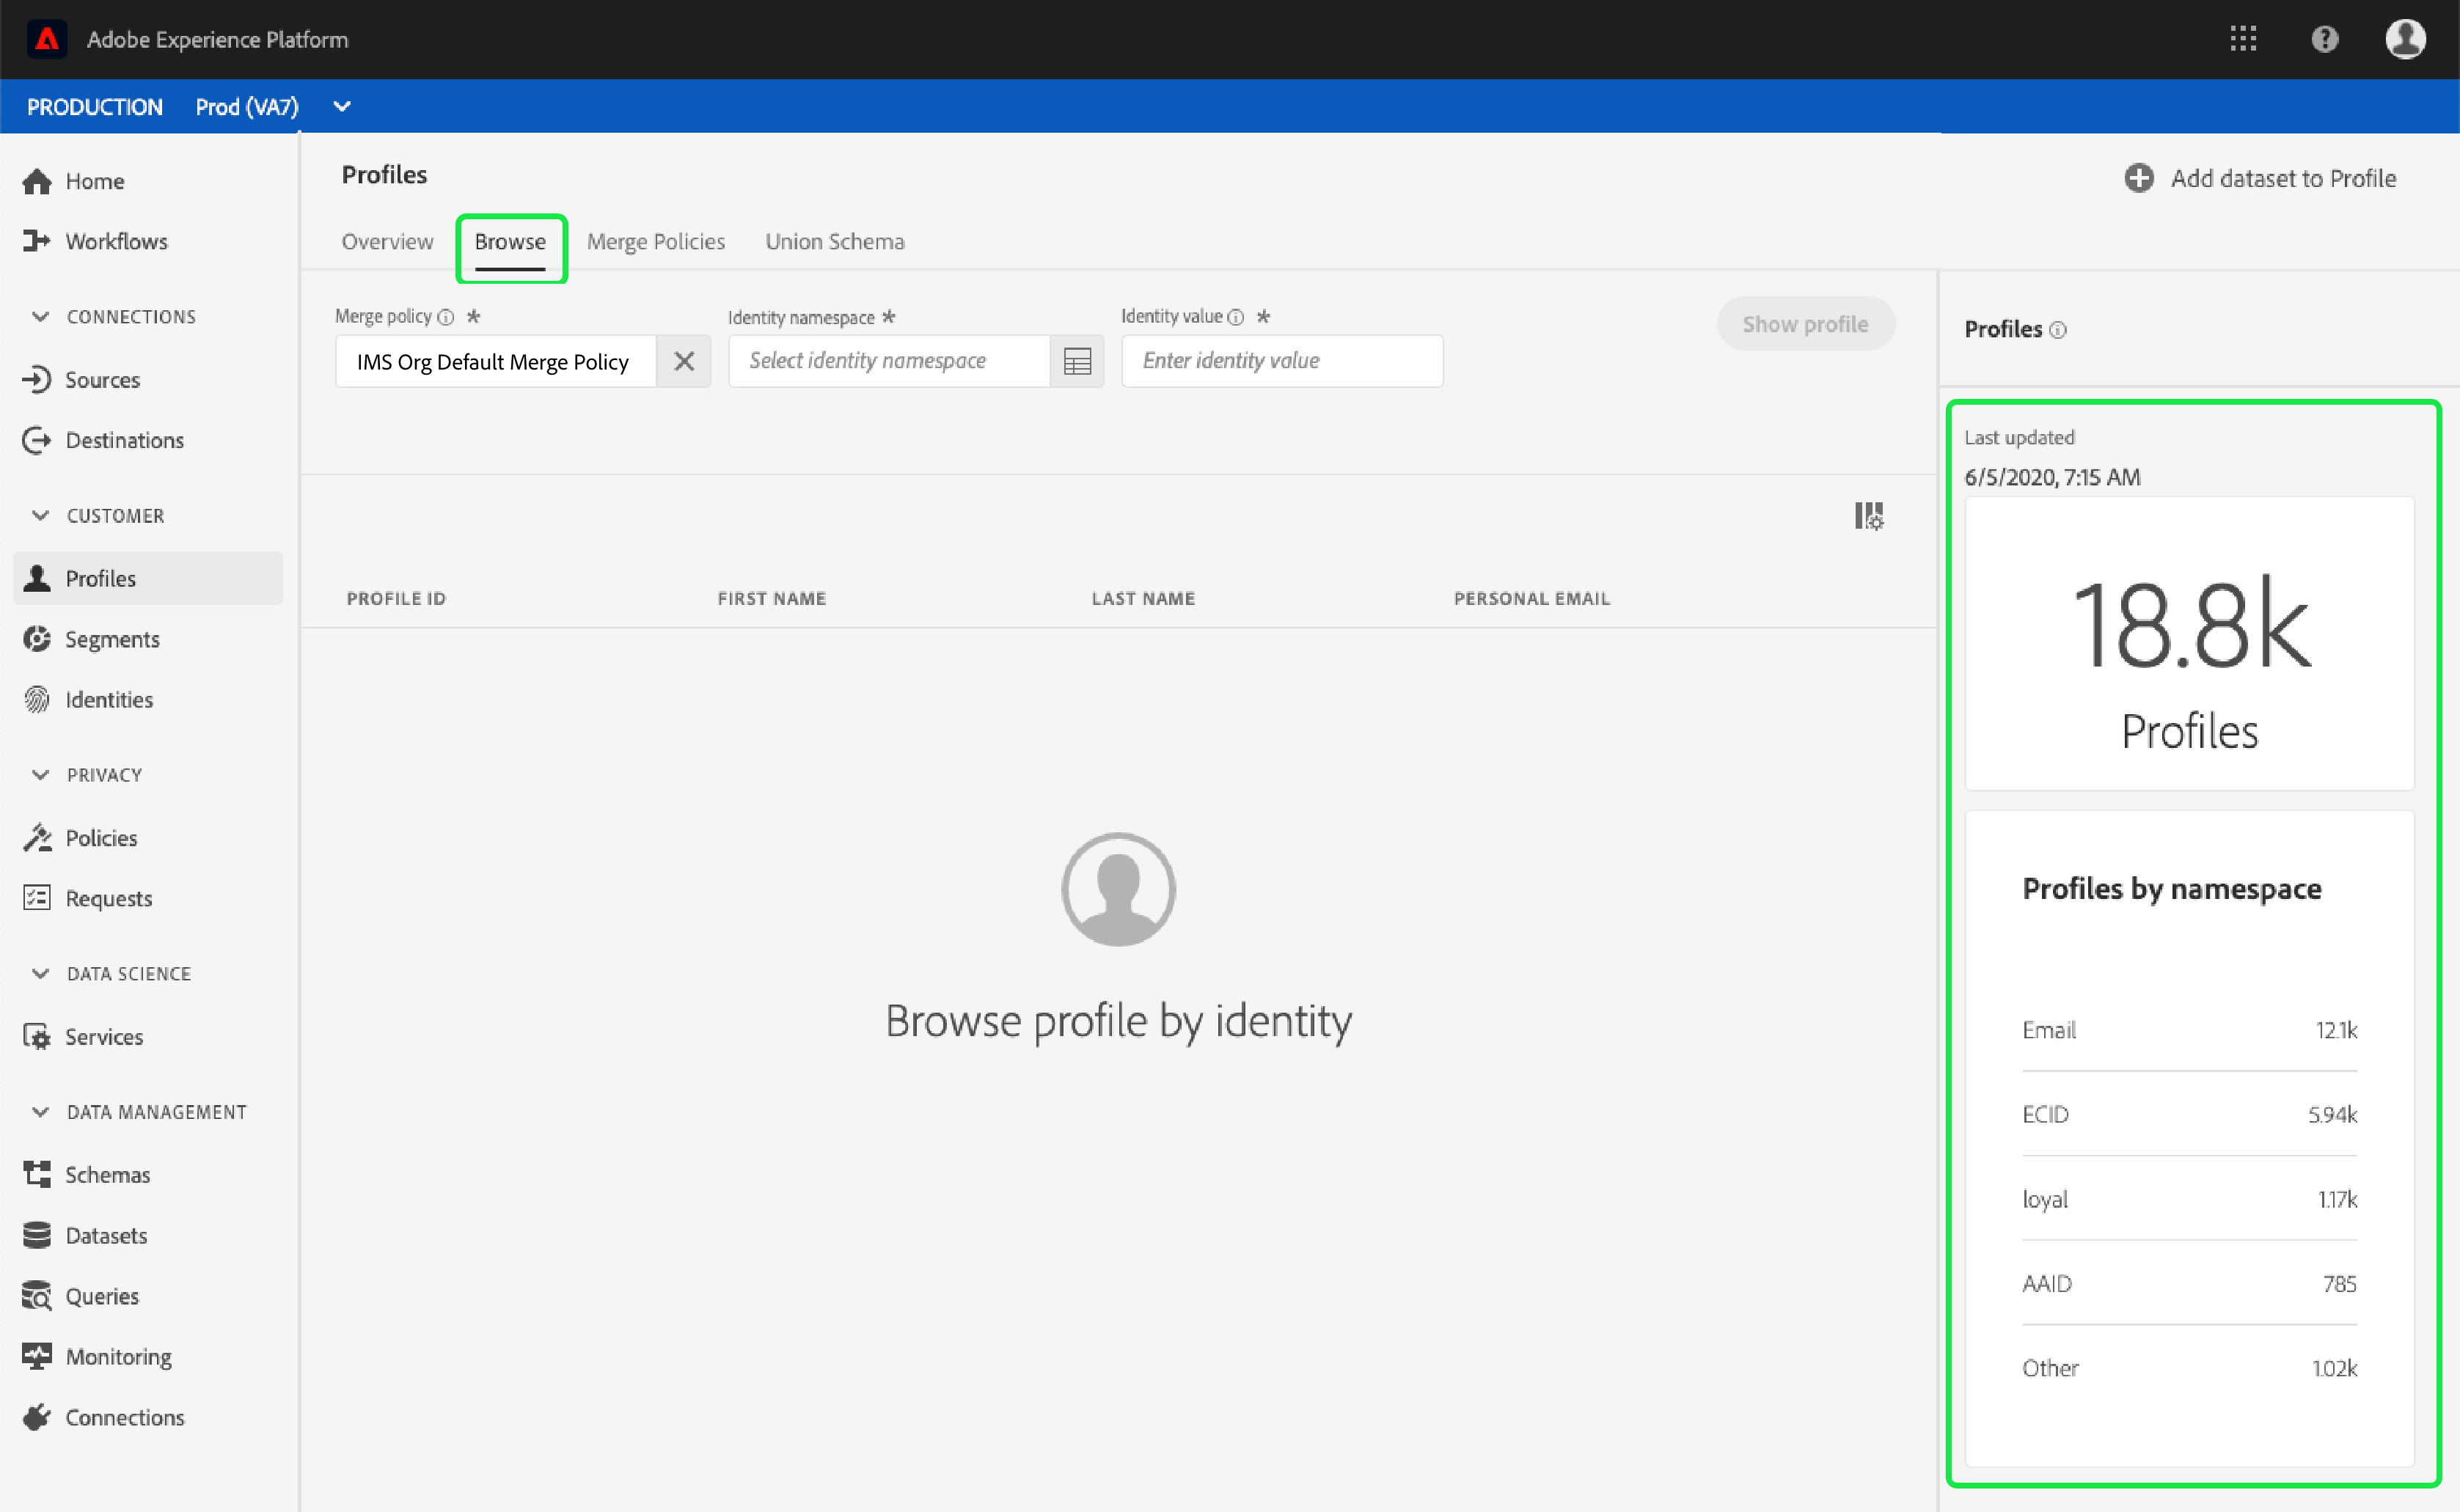 Adobe Experience Platform
PRODUCTION Prod (VA7)
Home
Workflows
CONNECTIONS
Sources
Destinations
CUSTOMER
Profiles
Segments
Identities
PRIVACY
Policies
Requests
DATA SCIENCE
Services
DATA MANAGEMENT
Schemas
Datasets
Queries
Monitoring
Connections
Profiles
Add dataset to Profile
Overview Browse Merge Policies Union Schema
Merge policy * Identity namespace * Identity value *
IMS Org Default Merge Policy Select identity namespace Enter identity value
Show profile
PROFILE ID FIRST NAME LAST NAME PERSONAL EMAIL
Browse profile by identity
Profiles
Last updated
6/5/2020, 7:15 AM
18.8k
Profiles
Profiles by namespace
Email 12.1k
ECID 5.94k
loyal 1.17k
AAID 785
Other 1.02k